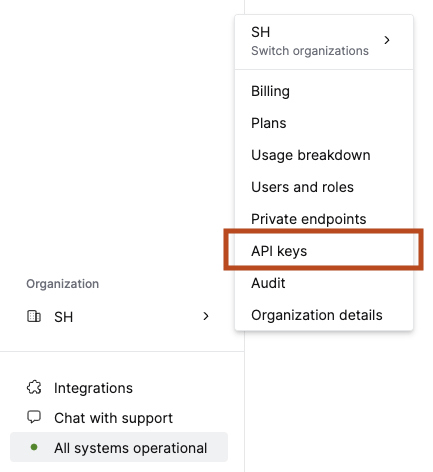 SH
Switch organizations
Billing
Plans
Usage breakdown
Users and roles
Private endpoints
API keys
Audit
Organization details
Organization
SH
Integrations
Chat with support
All systems operational